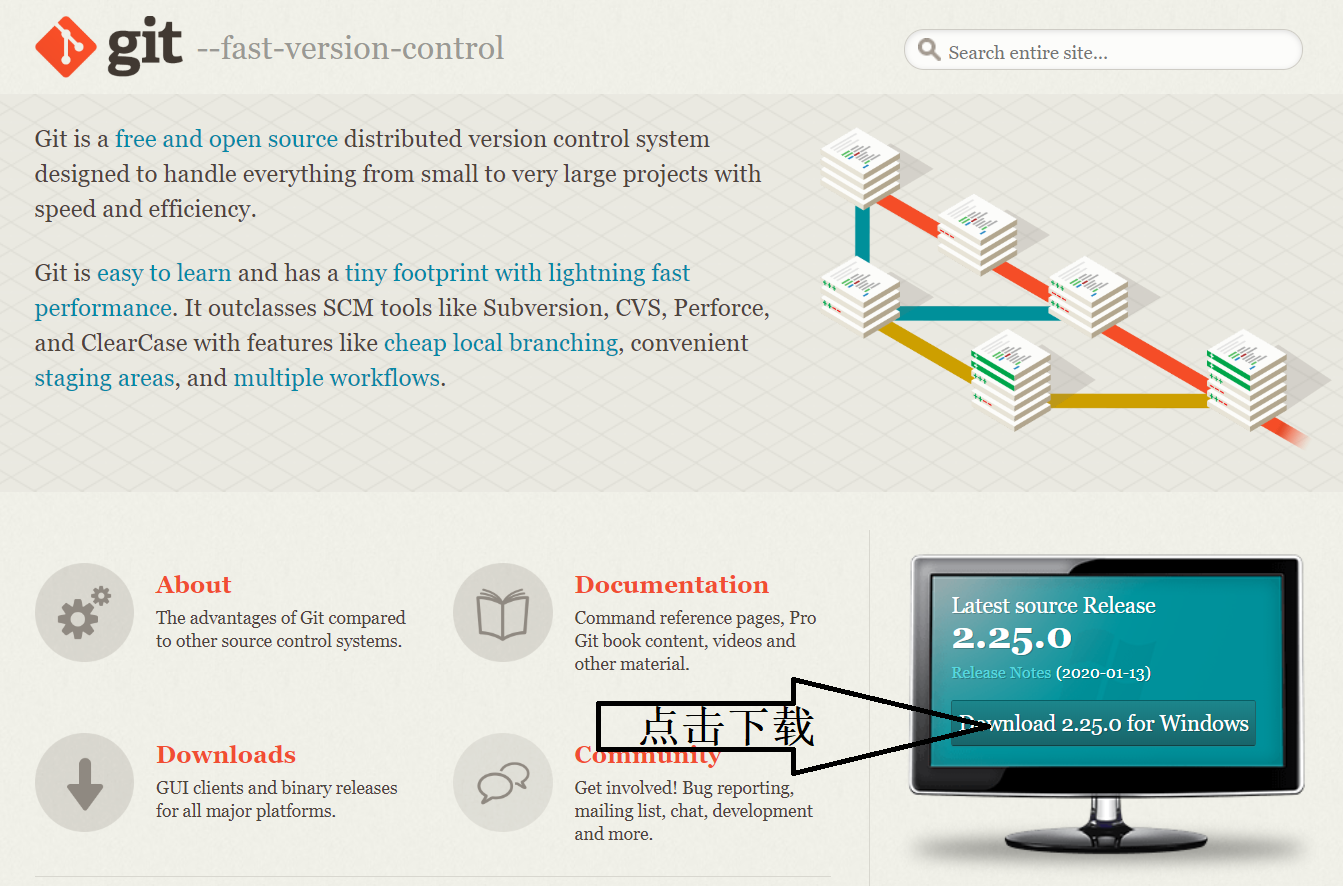 git --fast-version-control
Search entire site...
Git is a free and open source distributed version control system
designed to handle everything from small to very large projects with
speed and efficiency.
Git is easy to learn and has a tiny footprint with lightning fast
performance. It outclasses SCM tools like Subversion, CVS, Perforce,
and ClearCase with features like cheap local branching, convenient
staging areas, and multiple workflows.
About
The advantages of Git compared
to other source control systems.
Documentation
Command reference pages, Pro
Git book content, videos and
other material.
Downloads
GUI clients and binary releases
for all major platforms.
Community
Get involved! Bug reporting,
mailing list, chat, development
and more.
Latest source Release
2.25.0
Release Notes (2020-01-13)
Download 2.25.0 for Windows
点击下载